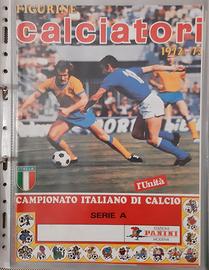 FIGURINE
calciatori
1972-73
l'Unità
CAMPIONATO ITALIANO DI CALCIO
SERIE A
EDIZIONI
PANINI
MODENA